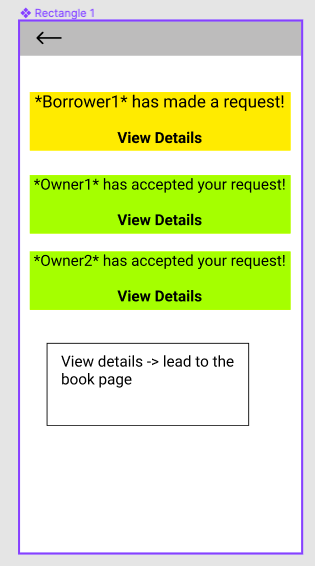 Rectangle 1
*Borrower1* has made a request!
View Details
*Owner1* has accepted your request!
View Details
*Owner2* has accepted your request!
View Details
View details -> lead to the
book page